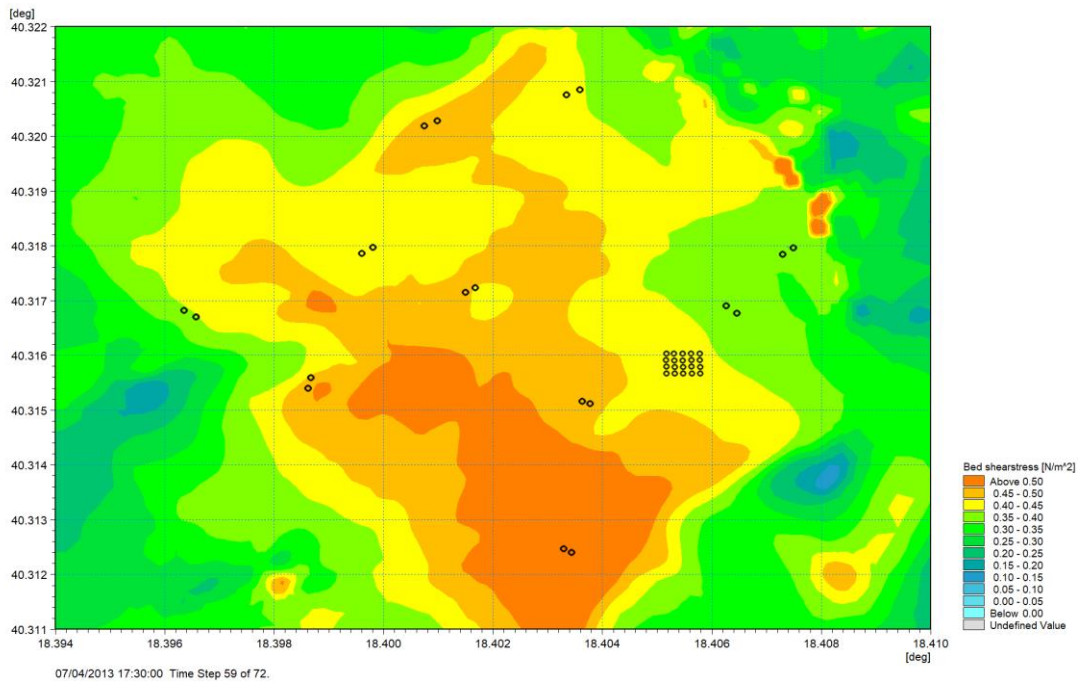 [deg]
40.322
40.321
40.320
40.319
40.318
40.317
40.316
40.315
40.314
40.313
40.312
40.311
18.394 18.396 18.398 18.400 18.402 18.404 18.406 18.408 18.410
[deg]
07/04/2013 17:30:00 Time Step 59 of 72.
Bed shearstress [N/m^2]
Above 0.50
0.45 - 0.50
0.40 - 0.45
0.35 - 0.40
0.30 - 0.35
0.25 - 0.30
0.20 - 0.25
0.15 - 0.20
0.10 - 0.15
0.05 - 0.10
0.00 - 0.05
Below 0.00
Undefined Value